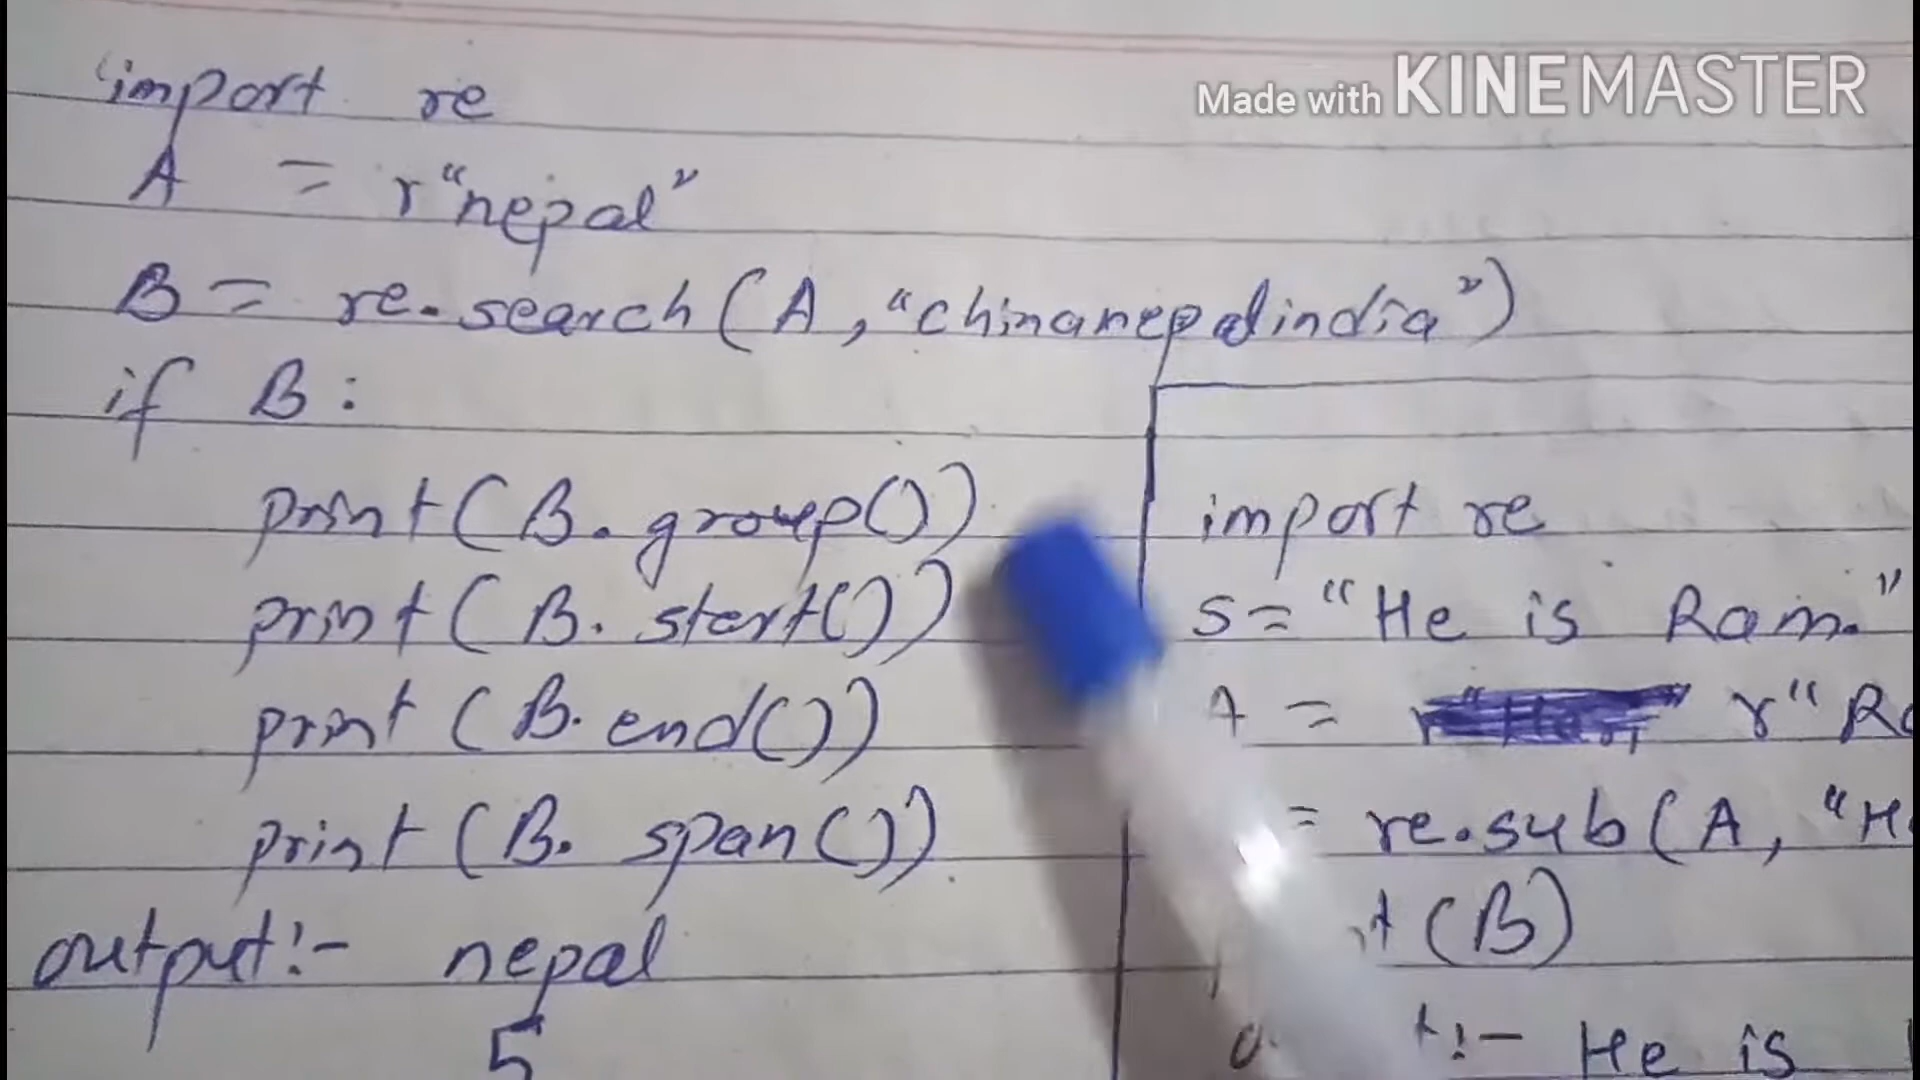 Made with KINEMASTER
import re
A = r"nepal"
B = re.search(A, "chinanepalindia")
if B:
print(B.group())
print(B.start())
print(B.end())
print(B.span())
output:- nepal
5
import re
S= "He is Ram."
A = r"
= re.sub(A, "H
(B)
He is